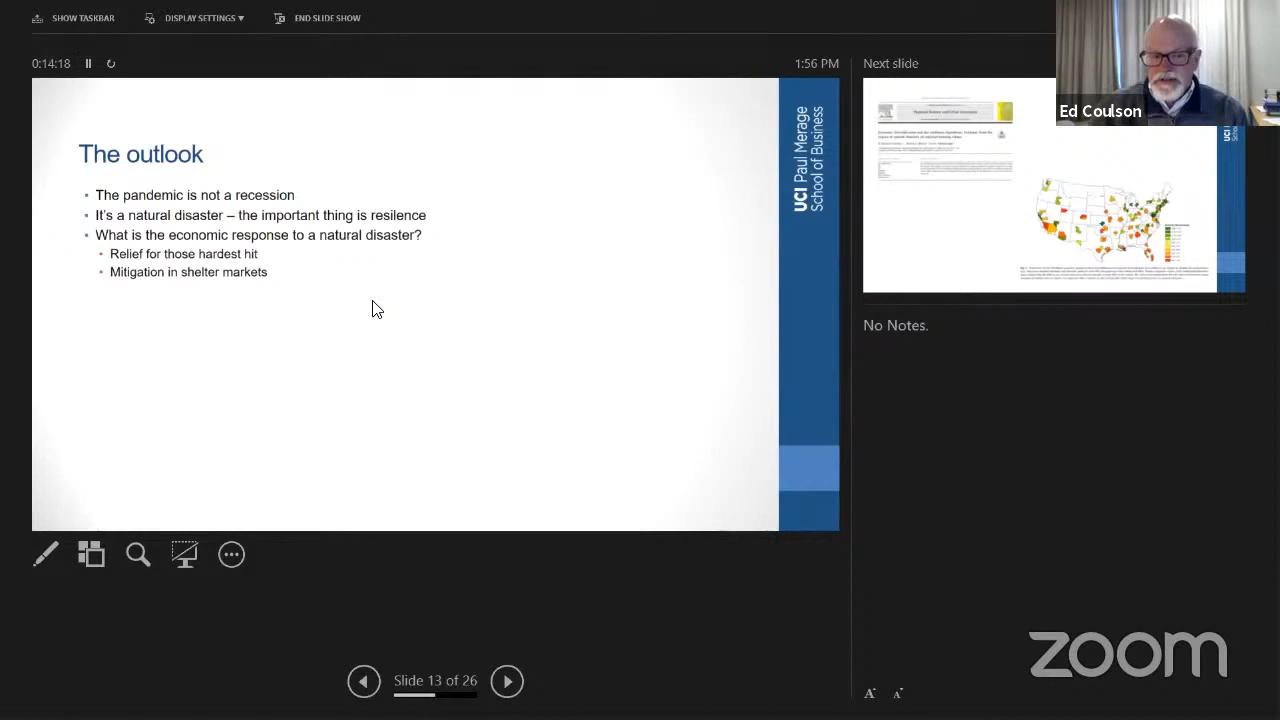 SHOW TASKBAR DISPLAY SETTINGS ▼ END SLIDE SHOW
0:14:18 1:56 PM Next slide
Ed Coulson
The outlook
The pandemic is not a recession
It's a natural disaster – the important thing is resilence
What is the economic response to a natural disaster?
Relief for those hardest hit
Mitigation in shelter markets
UCI Paul Merage
School of Business
UCI
No Notes.
Slide 13 of 26
A A
zoom